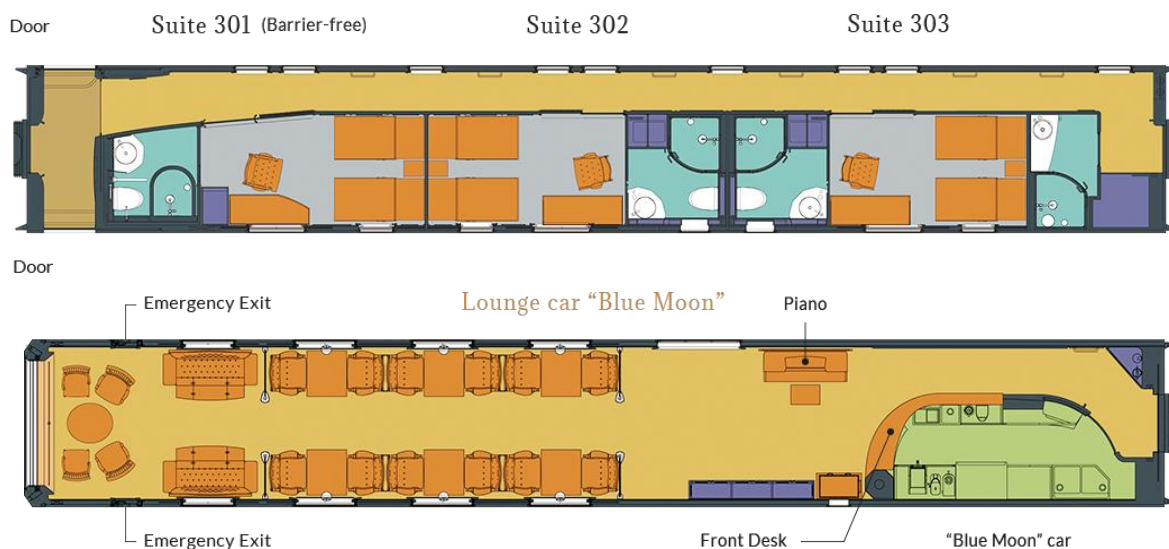 Door
Suite 301 (Barrier-free)
Suite 302
Suite 303
Door
Emergency Exit
Lounge car “Blue Moon”
Piano
Emergency Exit
Front Desk
“Blue Moon” car